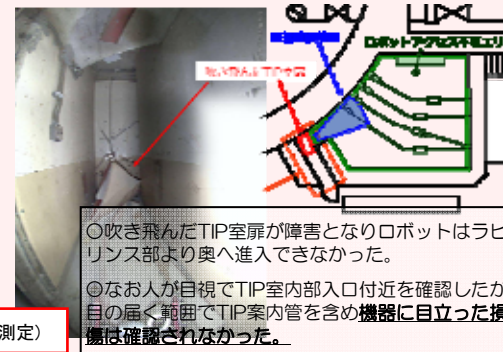 ロボットアクセス不可エリ
吹き飛んだTIP室扉
○吹き飛んだTIP室扉が障害となりロボットはラビ
リンス部より奥へ進入できなかった。
◎なお人が目視でTIP室内部入口付近を確認したが
目の届く範囲でTIP案内管を含め機器に目立った損
傷は確認されなかった。
測定）